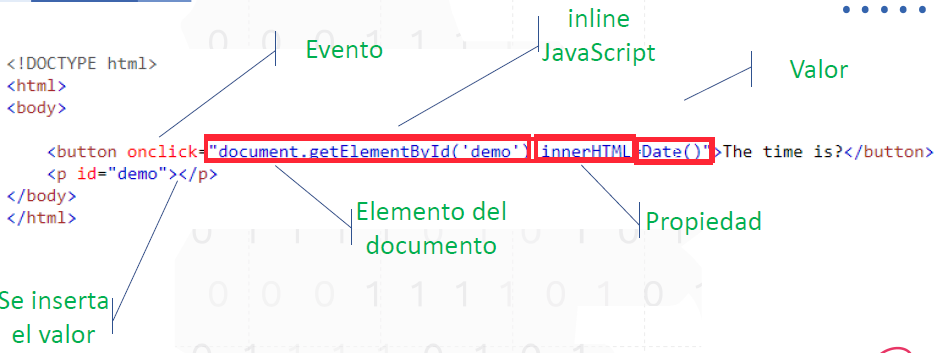 inline
Evento
JavaScript
Valor
<!DOCTYPE html>
<html>
<body>
<button onclick="document.getElementById('demo').innerHTML=Date()">The time is?</button>
<p id="demo"></p>
</body>
</html>
Elemento del
documento
Propiedad
Se inserta
el valor